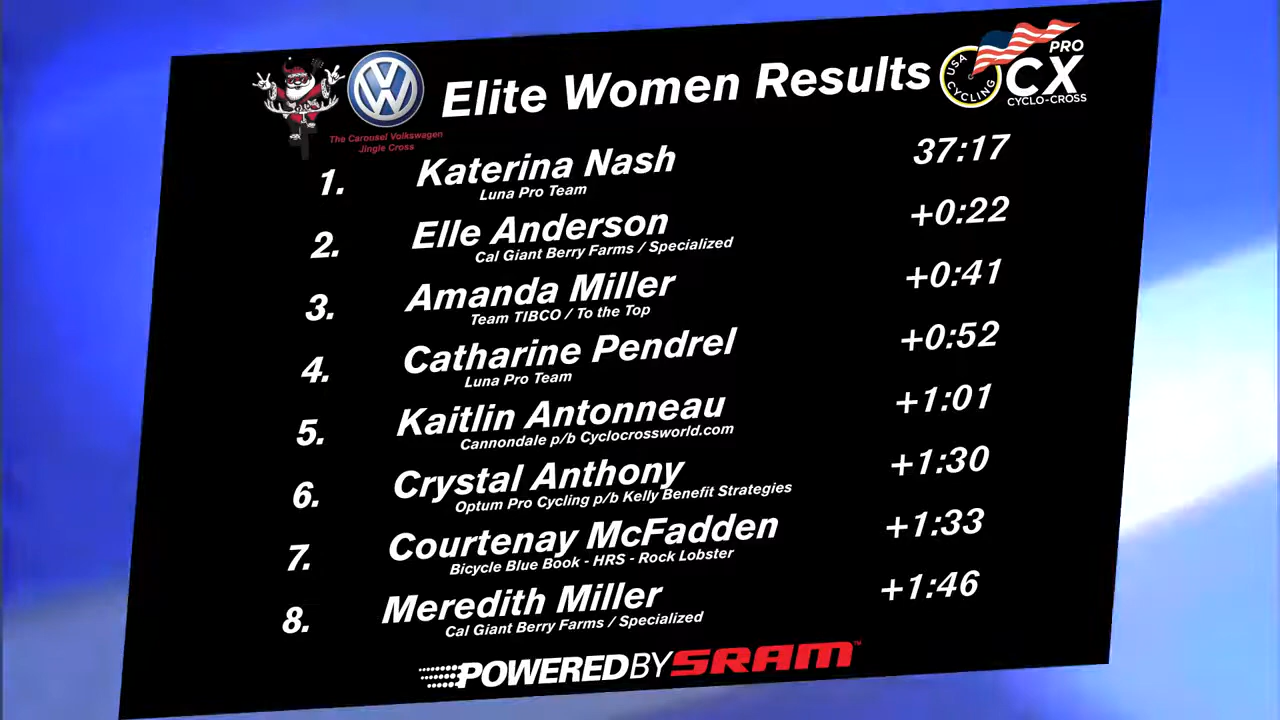 Elite Women Results
USA CYCLING
PRO
CX
CYCLO-CROSS
The Carousel Volkswagen
Jingle Cross
1. Katerina Nash 37:17
Luna Pro Team
2. Elle Anderson +0:22
Cal Giant Berry Farms / Specialized
3. Amanda Miller +0:41
Team TIBCO / To the Top
4. Catharine Pendrel +0:52
Luna Pro Team
5. Kaitlin Antonneau +1:01
Cannondale p/b Cyclocrossworld.com
6. Crystal Anthony +1:30
Optum Pro Cycling p/b Kelly Benefit Strategies
7. Courtenay McFadden +1:33
Bicycle Blue Book - HRS - Rock Lobster
8. Meredith Miller +1:46
Cal Giant Berry Farms / Specialized
POWERED BY SRAM™